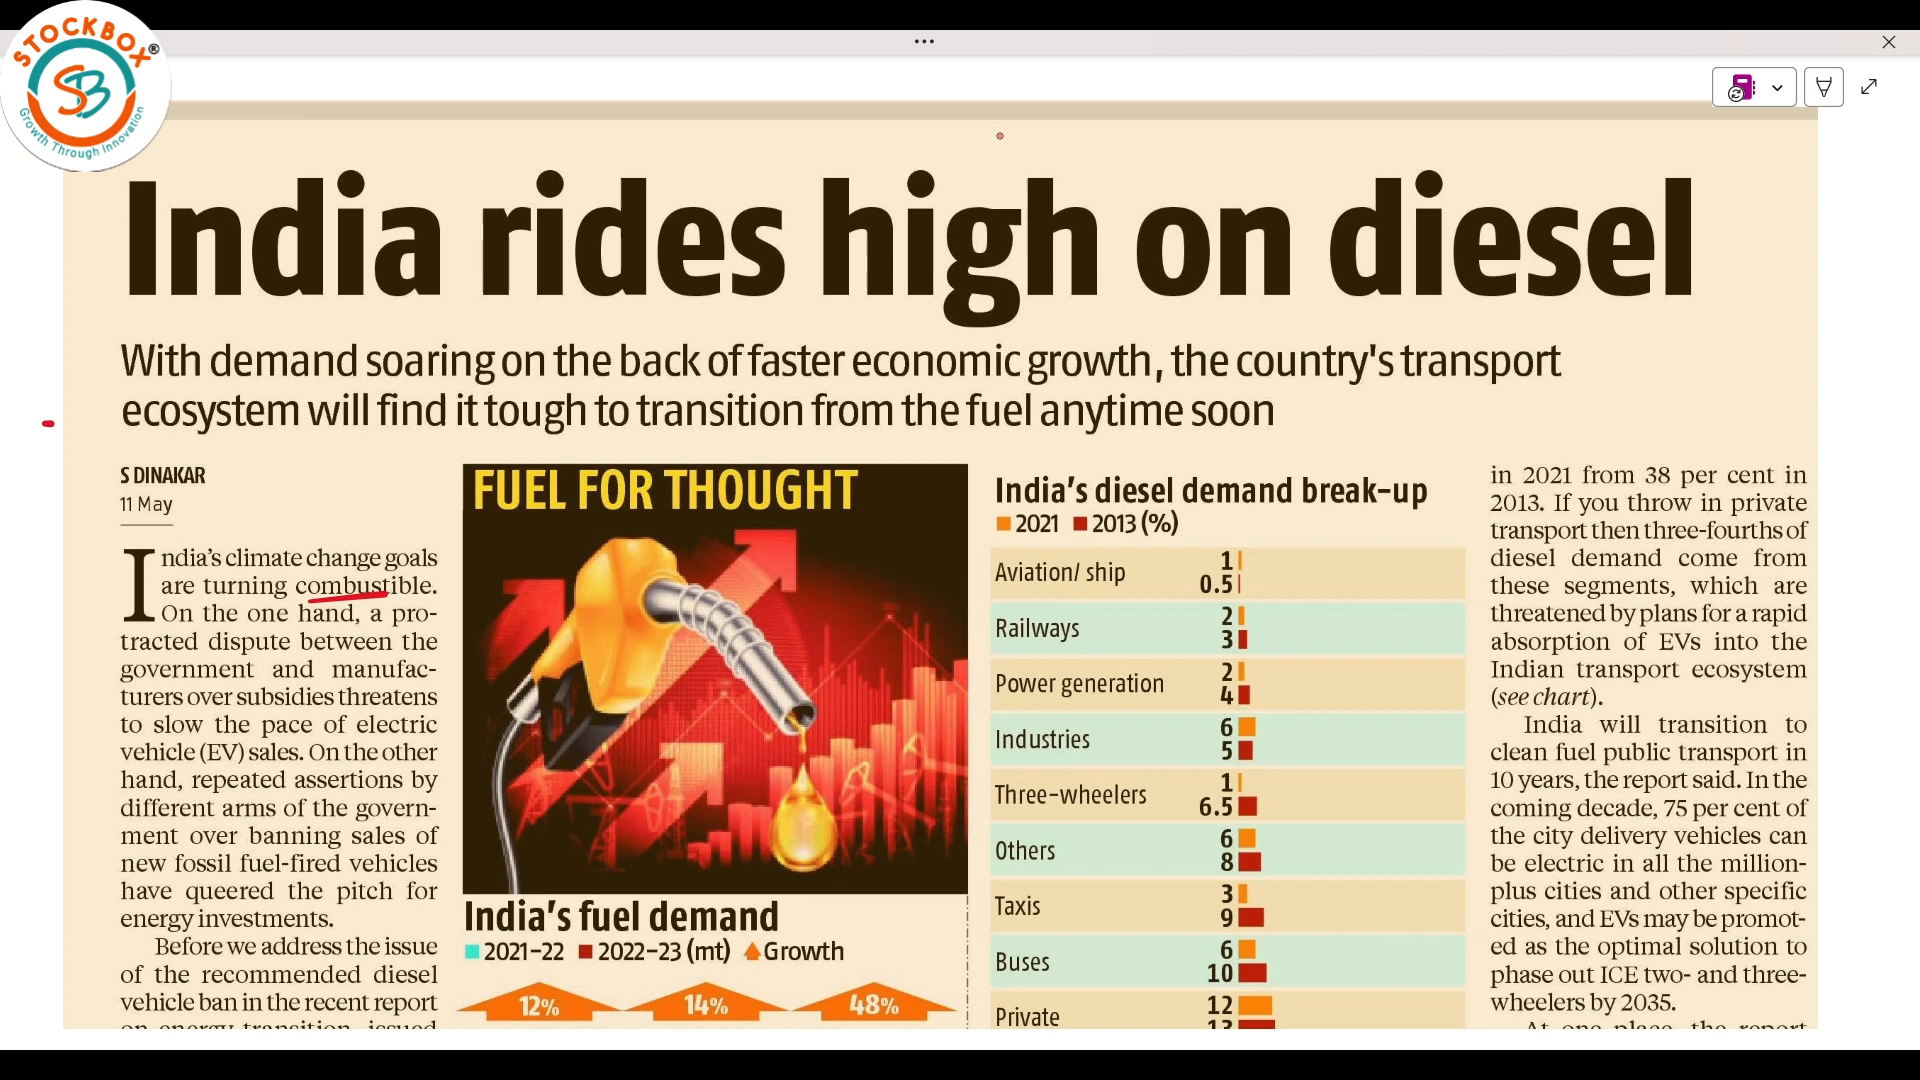 STOCKBOX®
SB
Growth Through Innovation
India rides high on diesel
With demand soaring on the back of faster economic growth, the country's transport
ecosystem will find it tough to transition from the fuel anytime soon
S DINAKAR
11 May
India's climate change goals
are turning combustible.
On the one hand, a pro-
tracted dispute between the
government and manufac-
turers over subsidies threatens
to slow the pace of electric
vehicle (EV) sales. On the other
hand, repeated assertions by
different arms of the govern-
ment over banning sales of
new fossil fuel-fired vehicles
have queered the pitch for
energy investments.
Before we address the issue
of the recommended diesel
vehicle ban in the recent report
on energy transition, issued
FUEL FOR THOUGHT
India's fuel demand
2021-22 2022-23 (mt) Growth
12% 14% 48%
India's diesel demand break-up
2021 2013 (%)
Aviation/ ship 1 0.5
Railways 2 3
Power generation 2 4
Industries 6 5
Three-wheelers 1 6.5
Others 6 8
Taxis 3 9
Buses 6 10
Private 12 13
in 2021 from 38 per cent in
2013. If you throw in private
transport then three-fourths of
diesel demand come from
these segments, which are
threatened by plans for a rapid
absorption of EVs into the
Indian transport ecosystem
(see chart).
India will transition to
clean fuel public transport in
10 years, the report said. In the
coming decade, 75 per cent of
the city delivery vehicles can
be electric in all the million-
plus cities and other specific
cities, and EVs may be promot-
ed as the optimal solution to
phase out ICE two- and three-
wheelers by 2035.
At one place, the report